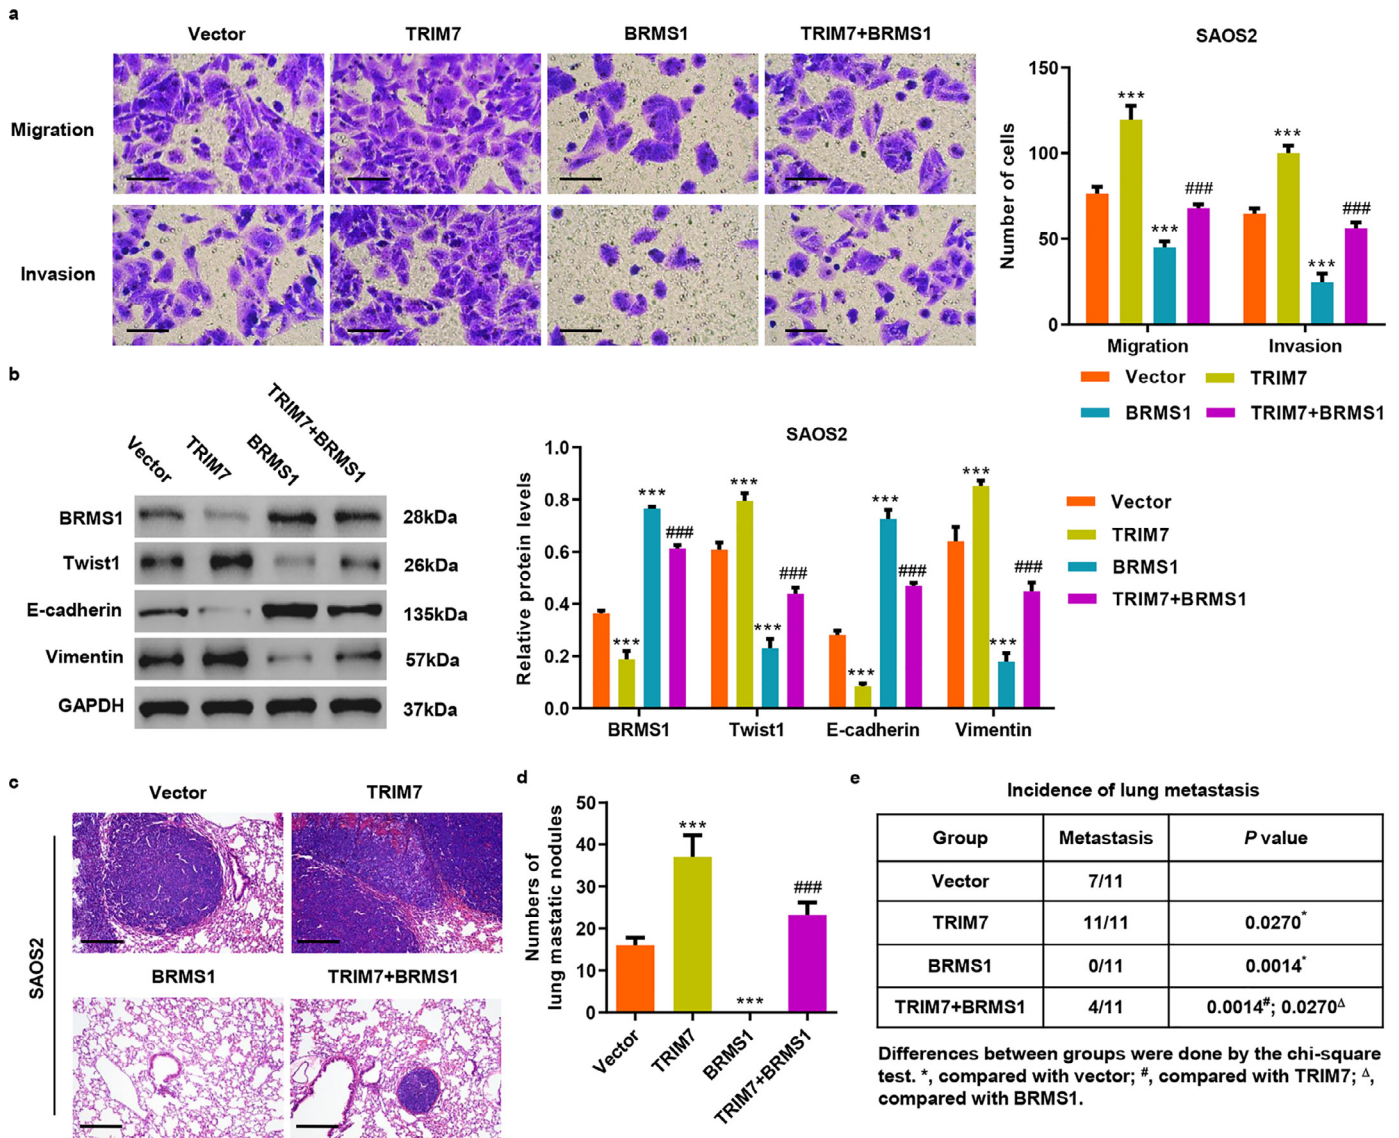 a
Vector
TRIM7
BRMS1
TRIM7+BRMS1
Migration
Invasion
SAOS2
Number of cells
150
100
50
0
***
***
***
###
***
***
###
Migration
Invasion
Vector
TRIM7
BRMS1
TRIM7+BRMS1
b
Vector
TRIM7
BRMS1
TRIM7+BRMS1
BRMS1
28kDa
Twist1
26kDa
E-cadherin
135kDa
Vimentin
57kDa
GAPDH
37kDa
SAOS2
Relative protein levels
1.0
0.8
0.6
0.4
0.2
0.0
***
***
###
***
***
###
***
***
###
***
***
###
BRMS1
Twist1
E-cadherin
Vimentin
Vector
TRIM7
BRMS1
TRIM7+BRMS1
c
SAOS2
Vector
TRIM7
BRMS1
TRIM7+BRMS1
d
Numbers of
lung mastatic nodules
50
40
30
20
10
0
***
***
###
Vector
TRIM7
BRMS1
TRIM7+BRMS1
e
Incidence of lung metastasis
Group Metastasis P value
Vector 7/11
TRIM7 11/11 0.0270*
BRMS1 0/11 0.0014*
TRIM7+BRMS1 4/11 0.0014#; 0.0270Δ
Differences between groups were done by the chi-square
test. *, compared with vector; #, compared with TRIM7; Δ,
compared with BRMS1.